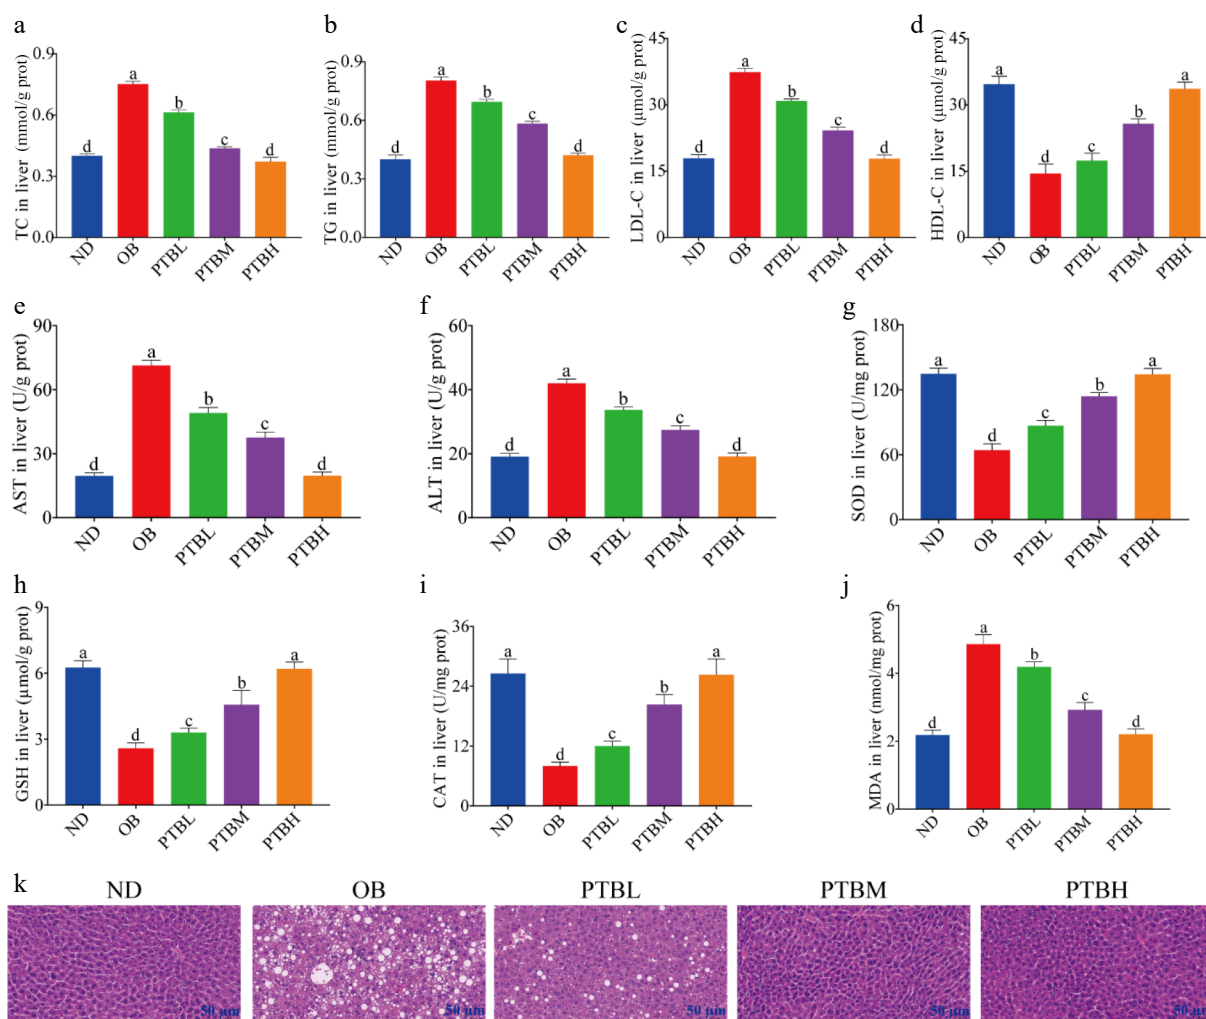 a
TC in liver (mmol/g prot)
0.9
0.6
0.3
0.0
d
a
b
c
d
ND
OB
PTBL
PTBM
PTBH
b
TG in liver (mmol/g prot)
0.9
0.6
0.3
0.0
d
a
b
c
d
ND
OB
PTBL
PTBM
PTBH
c
LDL-C in liver (μmol/g prot)
45
30
15
0
d
a
b
c
d
ND
OB
PTBL
PTBM
PTBH
d
HDL-C in liver (μmol/g prot)
45
30
15
0
a
d
c
b
a
ND
OB
PTBL
PTBM
PTBH
e
AST in liver (U/g prot)
90
60
30
0
d
a
b
c
d
ND
OB
PTBL
PTBM
PTBH
f
ALT in liver (U/g prot)
60
40
20
0
d
a
b
c
d
ND
OB
PTBL
PTBM
PTBH
g
SOD in liver (U/mg prot)
180
120
60
0
a
d
c
b
a
ND
OB
PTBL
PTBM
PTBH
h
GSH in liver (μmol/g prot)
9
6
3
0
a
d
c
b
a
ND
OB
PTBL
PTBM
PTBH
i
CAT in liver (U/mg prot)
36
24
12
0
a
d
c
b
a
ND
OB
PTBL
PTBM
PTBH
j
MDA in liver (nmol/mg prot)
6
4
2
0
d
a
b
c
d
ND
OB
PTBL
PTBM
PTBH
k
ND
OB
PTBL
PTBM
PTBH
50 μm
50 μm
50 μm
50 μm
50 μm